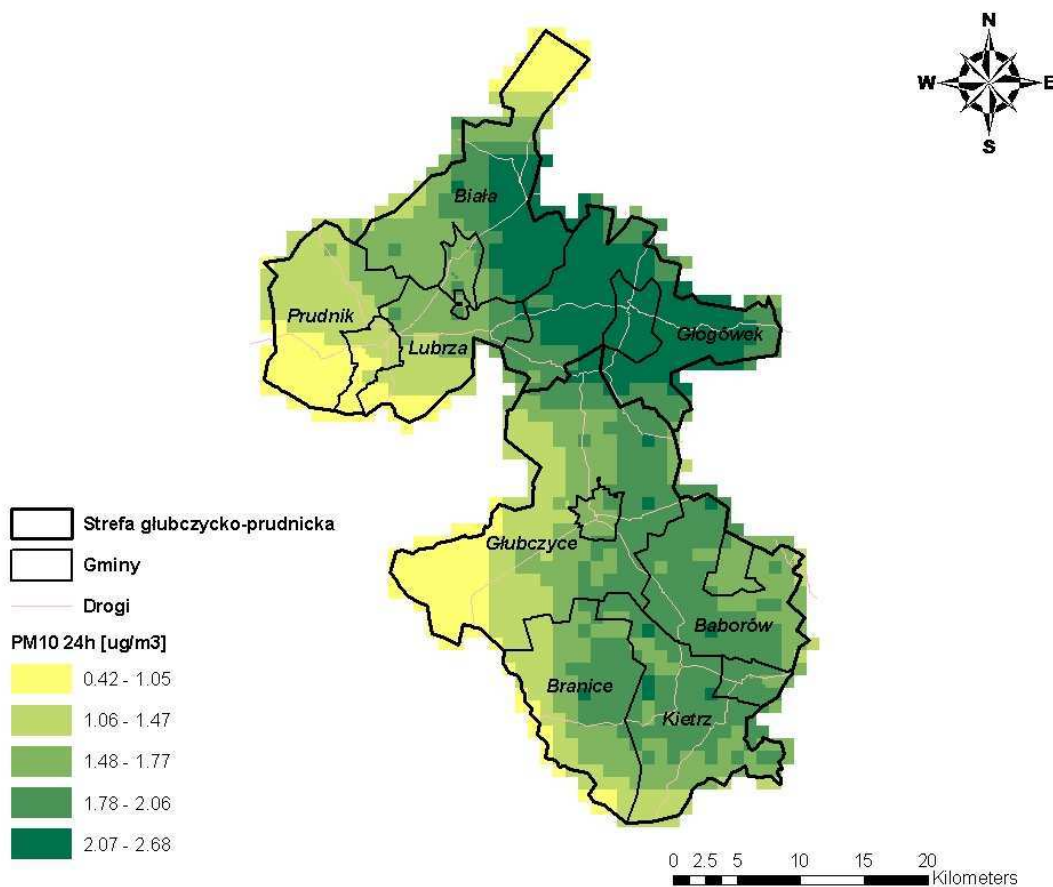 N
W E
S
Biała
Prudnik
Lubrza
Głogówek
Głubczyce
Baborów
Branice
Kietrz
Strefa głubczycko-prudnicka
Gminy
Drogi
PM10 24h [ug/m3]
0.42 - 1.05
1.06 - 1.47
1.48 - 1.77
1.78 - 2.06
2.07 - 2.68
0 2.5 5 10 15 20
Kilometers